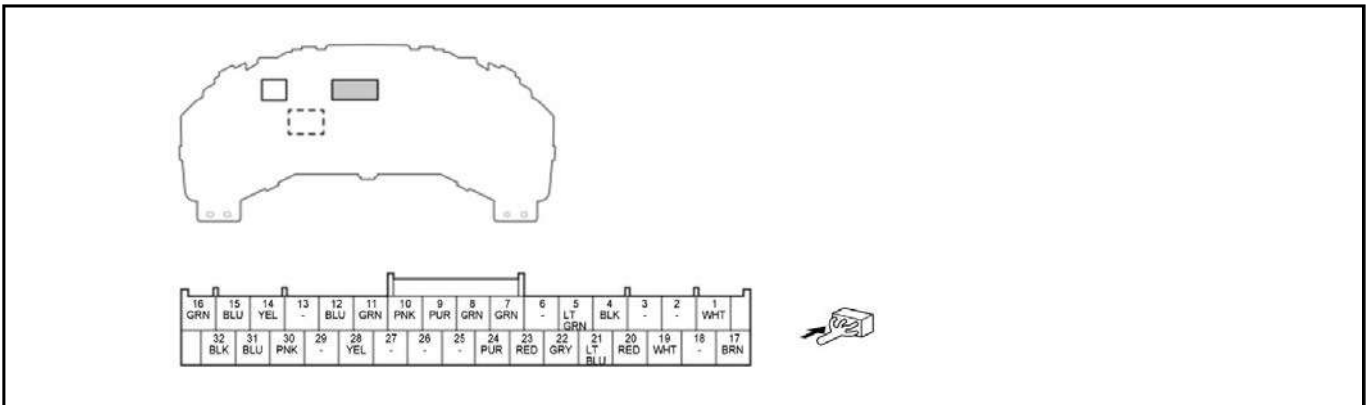 16 15 14 13 12 11 10 9 8 7 6 5 4 3 2 1
GRN BLU YEL - BLU GRN PNK PUR GRN GRN - LT GRN BLK - - WHT
32 31 30 29 28 27 26 25 24 23 22 21 20 19 18 17
BLK BLU PNK - YEL - - - PUR RED GRY LT BLU RED WHT - BRN